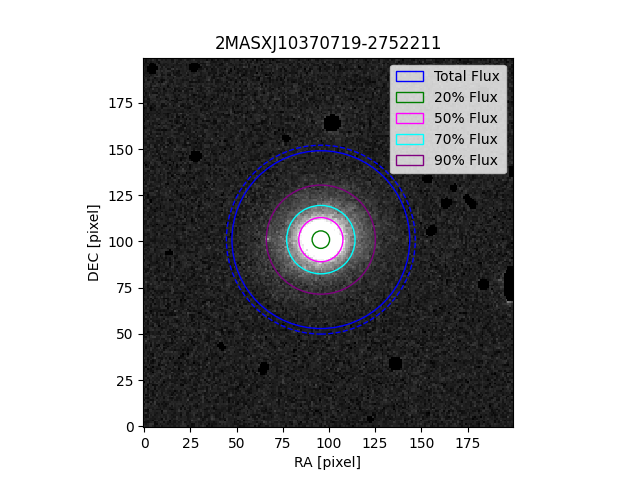 2MASXJ10370719-2752211
Total Flux
20% Flux
50% Flux
70% Flux
90% Flux
DEC [pixel]
175
150
125
100
75
50
25
0
0 25 50 75 100 125 150 175
RA [pixel]